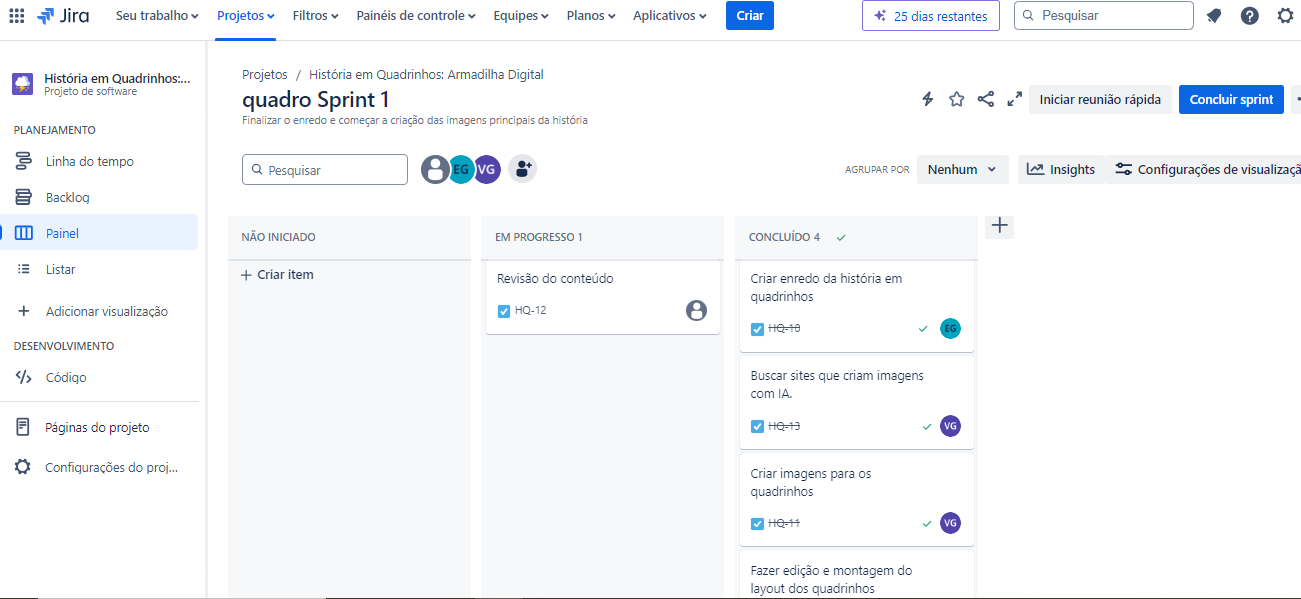 Jira
Seu trabalho
Projetos
Filtros
Painéis de controle
Equipes
Planos
Aplicativos
Criar
25 dias restantes
Pesquisar
História em Quadrinhos:...
Projeto de software
PLANEJAMENTO
Linha do tempo
Backlog
Painel
Listar
Adicionar visualização
DESENVOLVIMENTO
Código
Páginas do projeto
Configurações do proj...
Projetos / História em Quadrinhos: Armadilha Digital
quadro Sprint 1
Finalizar o enredo e começar a criação das imagens principais da história
Iniciar reunião rápida
Concluir sprint
Pesquisar
EG
VG
AGRUPAR POR
Nenhum
Insights
Configurações de visualizaçã
NÃO INICIADO
+ Criar item
EM PROGRESSO 1
Revisão do conteúdo
HQ-12
CONCLUÍDO 4
Criar enredo da história em
quadrinhos
HQ-10
EG
Buscar sites que criam imagens
com IA.
HQ-13
VG
Criar imagens para os
quadrinhos
HQ-11
VG
Fazer edição e montagem do
layout dos quadrinhos